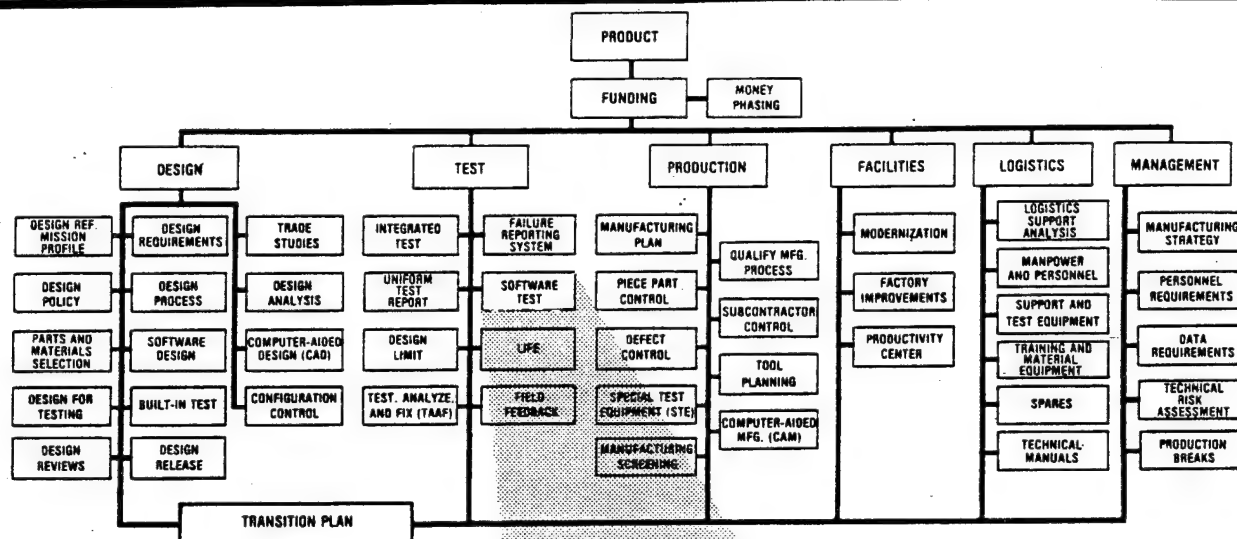 PRODUCT
FUNDING
MONEY
PHASING
DESIGN
TEST
PRODUCTION
FACILITIES
LOGISTICS
MANAGEMENT
DESIGN REF.
MISSION
PROFILE
DESIGN
POLICY
PARTS AND
MATERIALS
SELECTION
DESIGN FOR
TESTING
DESIGN
REVIEWS
DESIGN
REQUIREMENTS
DESIGN
PROCESS
SOFTWARE
DESIGN
BUILT-IN TEST
DESIGN
RELEASE
TRADE
STUDIES
DESIGN
ANALYSIS
COMPUTER-AIDED
DESIGN (CAD)
CONFIGURATION
CONTROL
INTEGRATED
TEST
UNIFORM
TEST
REPORT
DESIGN
LIMIT
TEST. ANALYZE.
AND FIX (TAAF)
FAILURE
REPORTING
SYSTEM
SOFTWARE
TEST
LIFE
FIELD
FEEDBACK
MANUFACTURING
PLAN
PIECE PART
CONTROL
DEFECT
CONTROL
SPECIAL TEST
EQUIPMENT (STE)
MANUFACTURING
SCREENING
QUALIFY MFG.
PROCESS
SUBCONTRACTOR
CONTROL
TOOL
PLANNING
COMPUTER-AIDED
MFG. (CAM)
MODERNIZATION
FACTORY
IMPROVEMENTS
PRODUCTIVITY
CENTER
LOGISTICS
SUPPORT
ANALYSIS
MANPOWER
AND PERSONNEL
SUPPORT AND
TEST EQUIPMENT
TRAINING AND
MATERIAL
EQUIPMENT
SPARES
TECHNICAL-
MANUALS
MANUFACTURING
STRATEGY
PERSONNEL
REQUIREMENTS
DATA
REQUIREMENTS
TECHNICAL
RISK
ASSESSMENT
PRODUCTION
BREAKS
TRANSITION PLAN